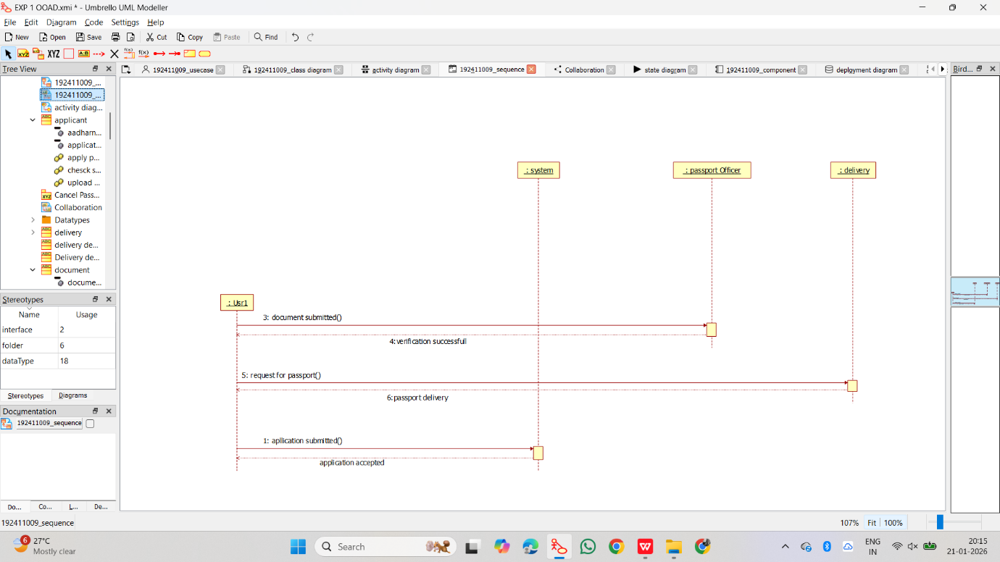 EXP 1 OOAD.xmi * - Umbrello UML Modeller
File Edit Diagram Code Settings Help
New Open Save Cut Copy Paste Find
XYZ XYZ A:B f(x) f(x)
Tree View
192411009_usecase 192411009_class diagram activity diagram 192411009_sequence Collaboration state diagram 192411009_component deployment diagram
Bird...
192411009_...
192411009_...
activity diag...
applicant
aadharn...
applicat...
apply p...
chesck s...
upload ...
Cancel Pass...
Collaboration
Datatypes
delivery
delivery de...
Delivery de...
document
docume...
Stereotypes
Name Usage
interface 2
folder 6
dataType 18
Stereotypes Diagrams
Documentation
192411009_sequence
Do... Co... L... De...
: system : passport Officer : delivery
: Usr1
3: document submitted()
4:verification successfull
5: request for passport()
6:passport delivery
1: apllication submitted()
application accepted
192411009_sequence
107% Fit 100%
6
27°C
Mostly clear
Search
ENG
IN
20:15
21-01-2026